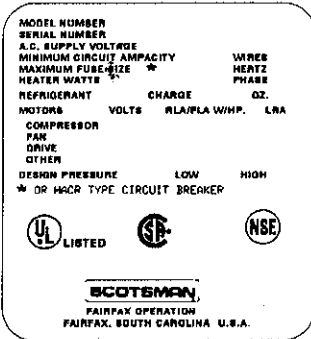 MODEL NUMBER
SERIAL NUMBER
A.C. SUPPLY VOLTAGE
MINIMUM CIRCUIT AMPACITY WIRES
MAXIMUM FUSE SIZE * HERTZ
HEATER WATTS PHASE
REFRIGERANT CHARGE OZ.
MOTORS VOLTS RLA/FLA W/HP. LRA
COMPRESSOR
FAN
DRIVE
OTHER
DESIGN PRESSURE LOW HIGH
* OR HACR TYPE CIRCUIT BREAKER
UL LISTED SA NSE
SCOTSMAN
FAIRFAX OPERATION
FAIRFAX, SOUTH CAROLINA U.S.A.